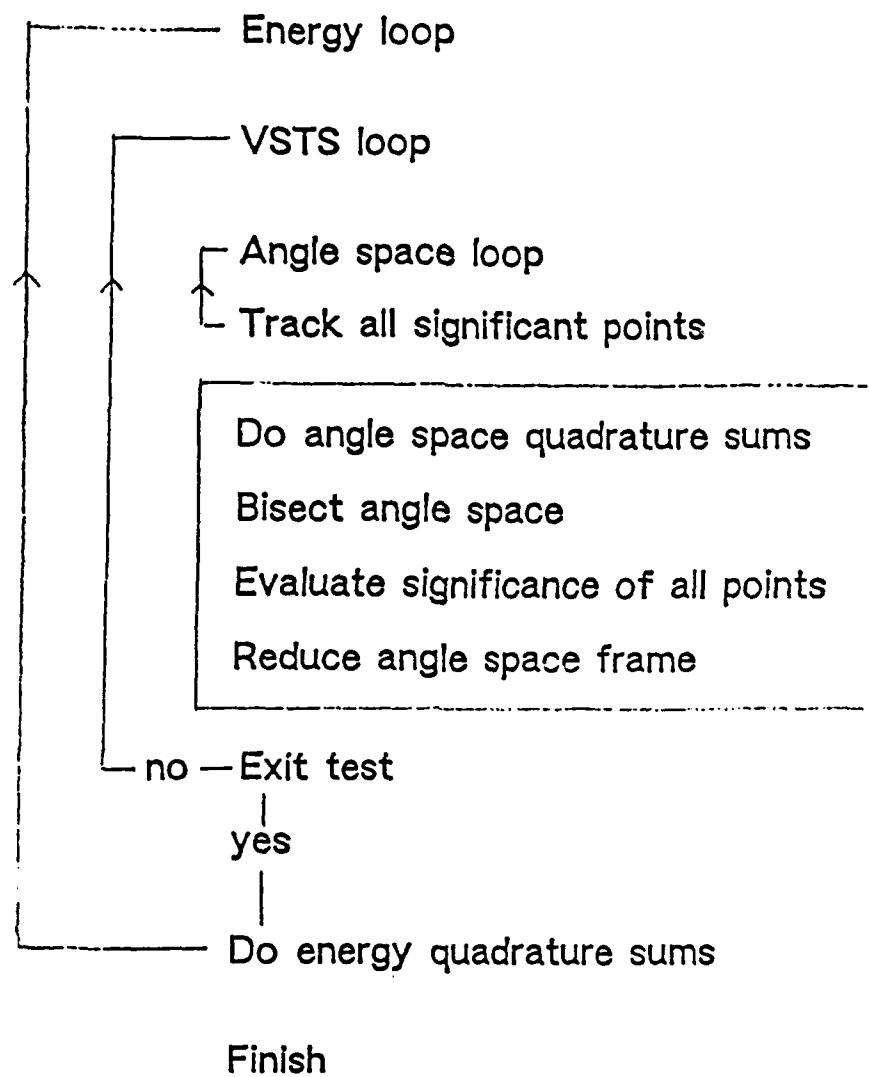 Energy loop
VSTS loop
Angle space loop
Track all significant points
Do angle space quadrature sums
Bisect angle space
Evaluate significance of all points
Reduce angle space frame
no Exit test
yes
Do energy quadrature sums
Finish